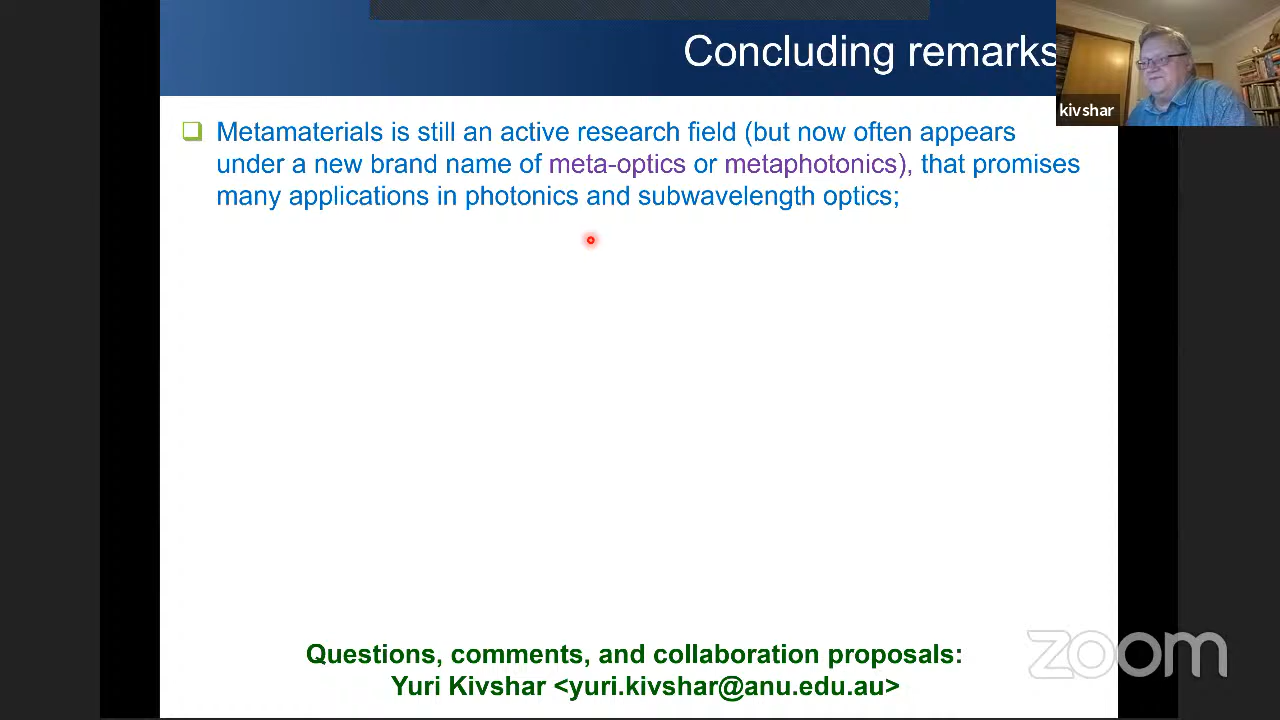 Concluding remarks
kivshar
Metamaterials is still an active research field (but now often appears
under a new brand name of meta-optics or metaphotonics), that promises
many applications in photonics and subwavelength optics;
Questions, comments, and collaboration proposals:
Yuri Kivshar <yuri.kivshar@anu.edu.au>
zoom